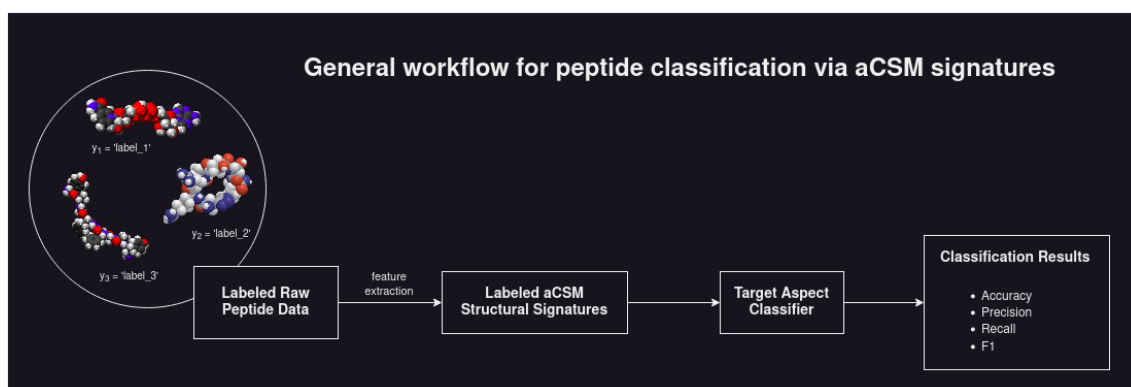 General workflow for peptide classification via aCSM signatures
y₁ = 'label_1'
y₂ = 'label_2'
y₃ = 'label_3'
Labeled Raw
Peptide Data
feature
extraction
Labeled aCSM
Structural Signatures
Target Aspect
Classifier
Classification Results
• Accuracy
• Precision
• Recall
• F1